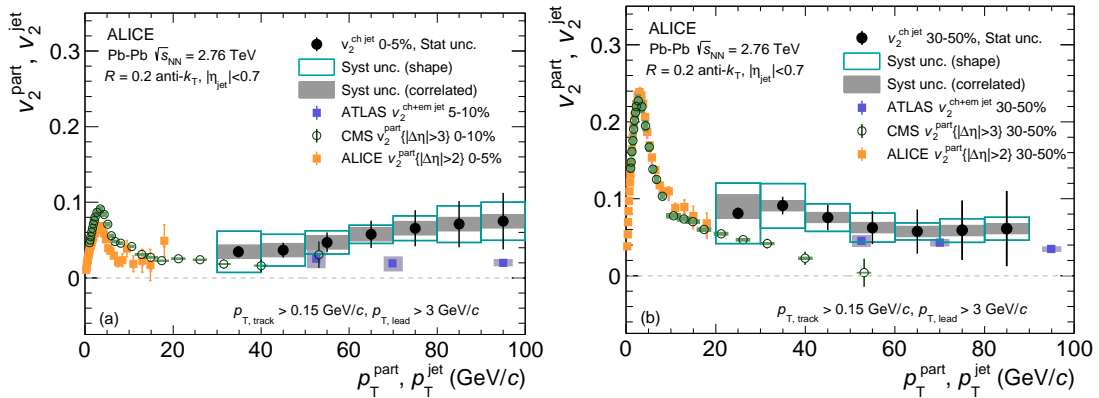 ALICE
Pb-Pb √s_NN = 2.76 TeV
R = 0.2 anti-k_T, |η_jet|<0.7
v_2^ch jet 0-5%, Stat unc.
Syst unc. (shape)
Syst unc. (correlated)
ATLAS v_2^ch+em jet 5-10%
CMS v_2^part{|Δη|>3} 0-10%
ALICE v_2^part{|Δη|>2} 0-5%
v_2^part, v_2^jet
0.3
0.2
0.1
0
(a)
p_T, track > 0.15 GeV/c, p_T, lead > 3 GeV/c
0 20 40 60 80 100
p_T^part, p_T^jet (GeV/c)
ALICE
Pb-Pb √s_NN = 2.76 TeV
R = 0.2 anti-k_T, |η_jet|<0.7
v_2^ch jet 30-50%, Stat unc.
Syst unc. (shape)
Syst unc. (correlated)
ATLAS v_2^ch+em jet 30-50%
CMS v_2^part{|Δη|>3} 30-50%
ALICE v_2^part{|Δη|>2} 30-50%
v_2^part, v_2^jet
0.3
0.2
0.1
0
(b)
p_T, track > 0.15 GeV/c, p_T, lead > 3 GeV/c
0 20 40 60 80 100
p_T^part, p_T^jet (GeV/c)